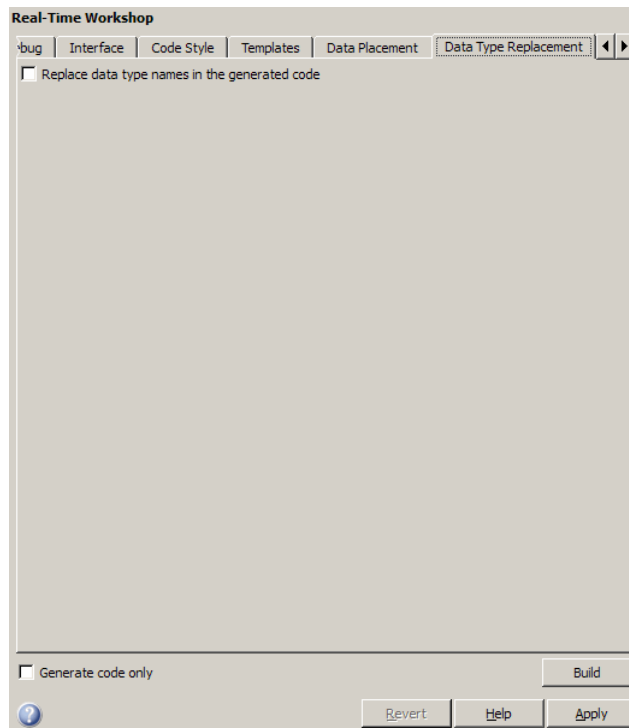 Real-Time Workshop
bug Interface Code Style Templates Data Placement Data Type Replacement
Replace data type names in the generated code
Generate code only Build
Revert Help Apply